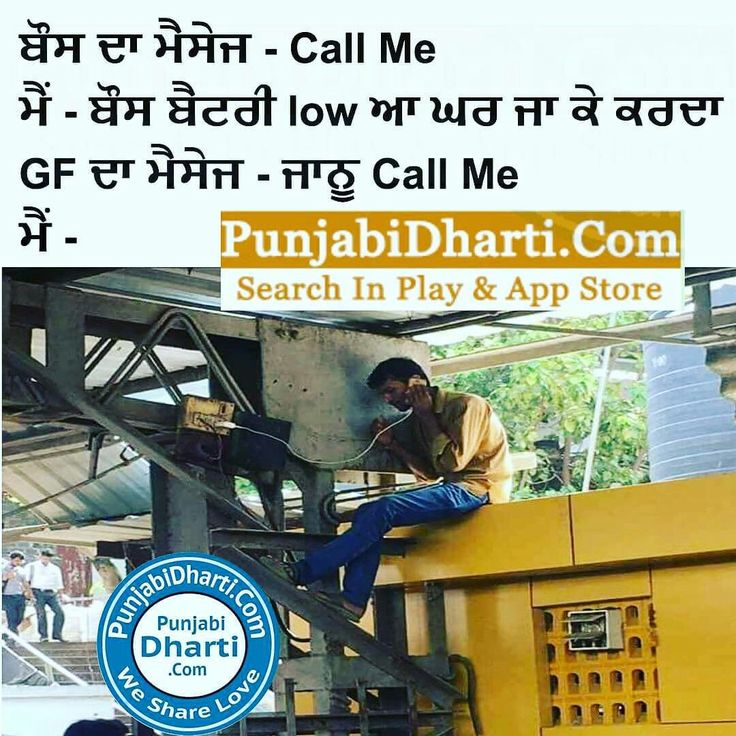 ਬੌਸ ਦਾ ਮੈਸੇਜ - Call Me
ਮੈਂ - ਬੌਸ ਬੈਟਰੀ low ਆ ਘਰ ਜਾ ਕੇ ਕਰਦਾ
GF ਦਾ ਮੈਸੇਜ - ਜਾਨੂ Call Me
ਮੈਂ -
PunjabiDharti.Com
Search In Play & App Store
PunjabiDharti.Com
Punjabi
Dharti
.Com
We Share Love